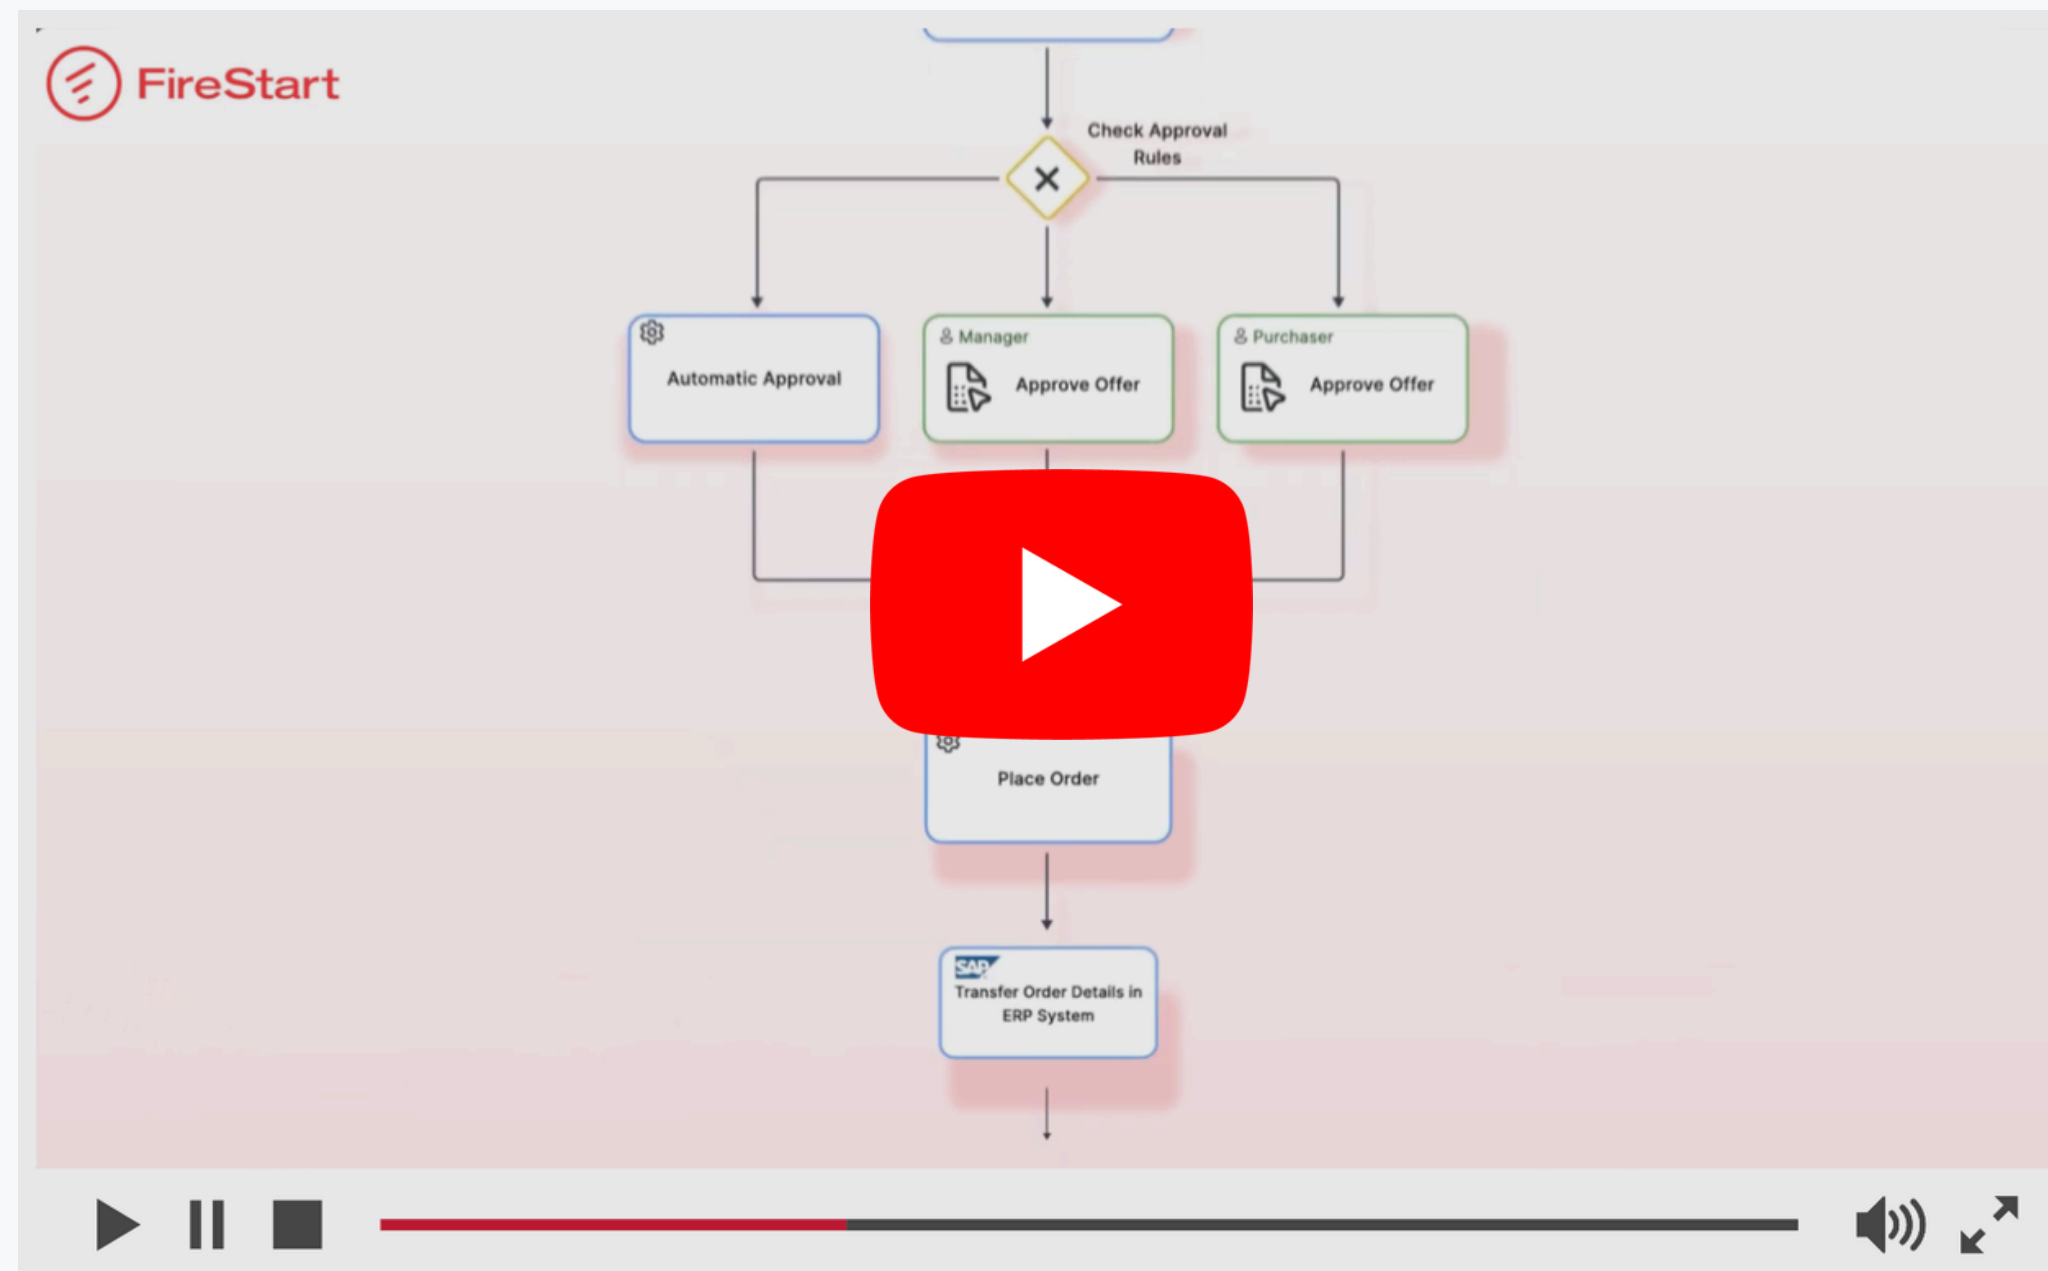 FireStart
Check Approval
Rules
Automatic Approval
Manager
Approve Offer
Purchaser
Approve Offer
Place Order
SAP
Transfer Order Details in
ERP System